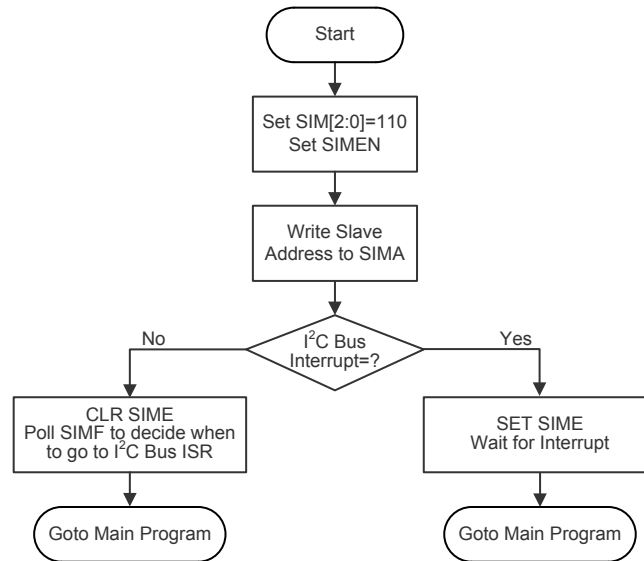 Start
Set SIM[2:0]=110
Set SIMEN
Write Slave
Address to SIMA
I²C Bus
Interrupt=?
No
Yes
CLR SIME
Poll SIMF to decide when
to go to I²C Bus ISR
SET SIME
Wait for Interrupt
Goto Main Program
Goto Main Program